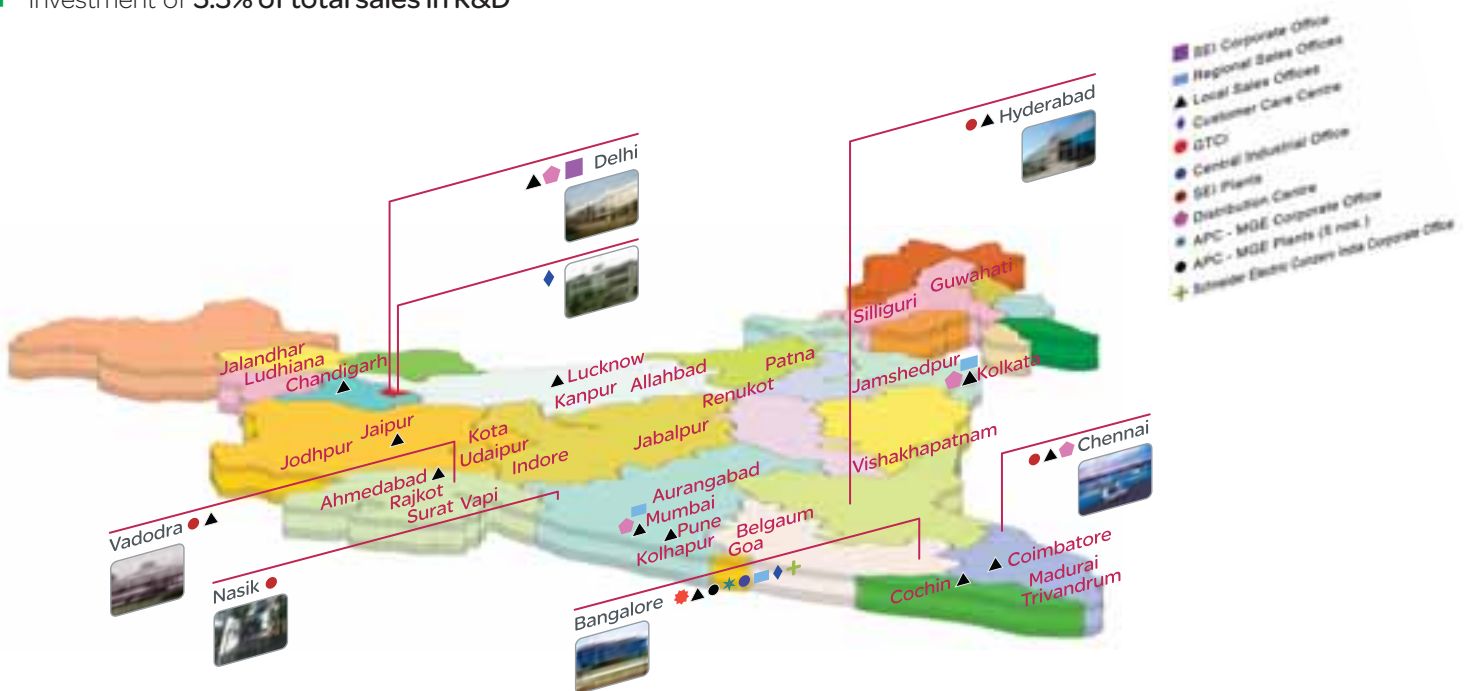 investment of 5.5% of total sales in R&D
SEI Corporate Office
Regional Sales Offices
Local Sales Offices
Customer Care Centre
GTCI
Central Industrial Office
SEI Plants
Distribution Centre
APC - MGE Corporate Office
APC - MGE Plants (5 nos.)
Schneider Electric Conzerv India Corporate Office
Hyderabad
Delhi
Guwahati
Silliguri
Jalandhar
Ludhiana
Chandigarh
Lucknow
Kanpur
Allahbad
Patna
Renukot
Jamshedpur
Kolkata
Jaipur
Jodhpur
Kota
Udaipur
Indore
Jabalpur
Vishakhapatnam
Chennai
Ahmedabad
Rajkot
Surat
Vapi
Aurangabad
Mumbai
Pune
Kolhapur
Belgaum
Goa
Vadodra
Nasik
Bangalore
Coimbatore
Cochin
Madurai
Trivandrum